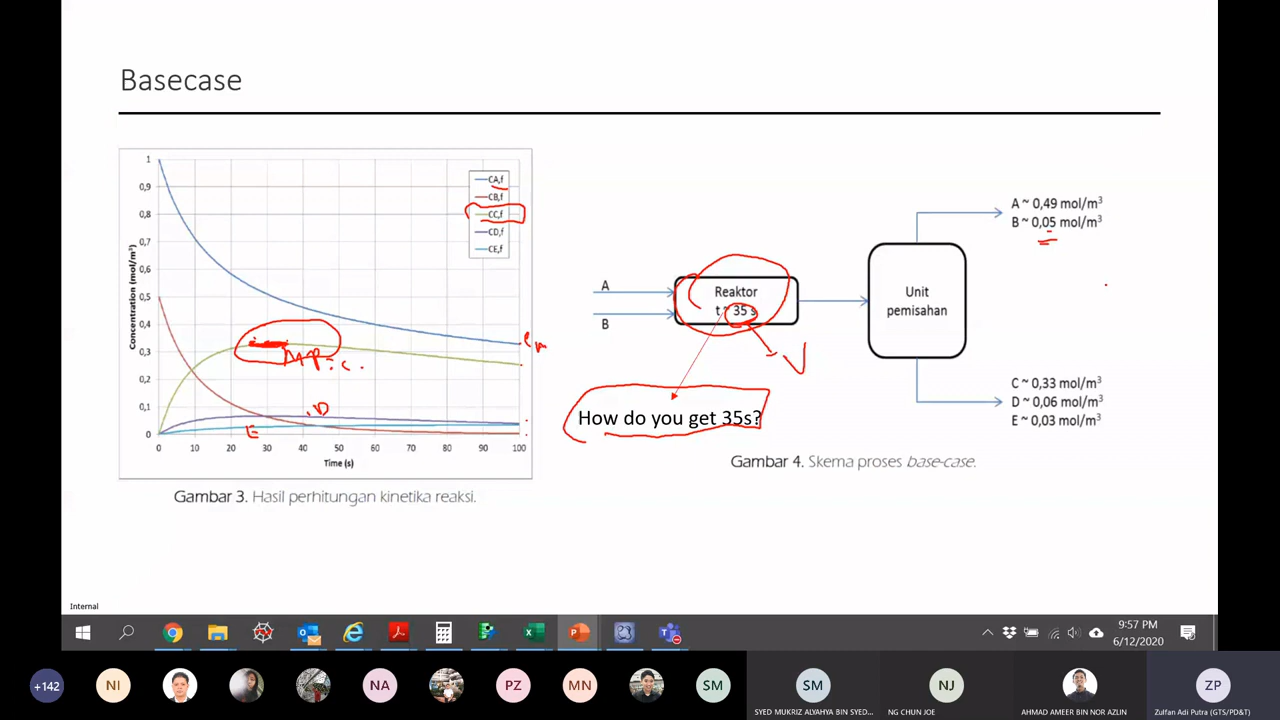 Basecase
1
0,9
0,8
0,7
0,6
0,5
0,4
0,3
0,2
0,1
0
Concentration (mol/m³)
0 10 20 30 40 50 60 70 80 90 100
Time (s)
CA,f
CB,f
CC,f
CD,f
CE,f
D
E
Gambar 3. Hasil perhitungan kinetika reaksi.
A
B
Reaktor
t ~ 35 s
V
How do you get 35s?
Unit
pemisahan
A ~ 0,49 mol/m³
B ~ 0,05 mol/m³
C ~ 0,33 mol/m³
D ~ 0,06 mol/m³
E ~ 0,03 mol/m³
Gambar 4. Skema proses base-case.
Internal
9:57 PM
6/12/2020
+142
NI
NA
PZ
MN
SM
SM
NJ
ZP
SYED MUKRIZ ALYAHYA BIN SYED...
NG CHUN JOE
AHMAD AMEER BIN NOR AZLIN
Zulfan Adi Putra (GTS/PD&T)